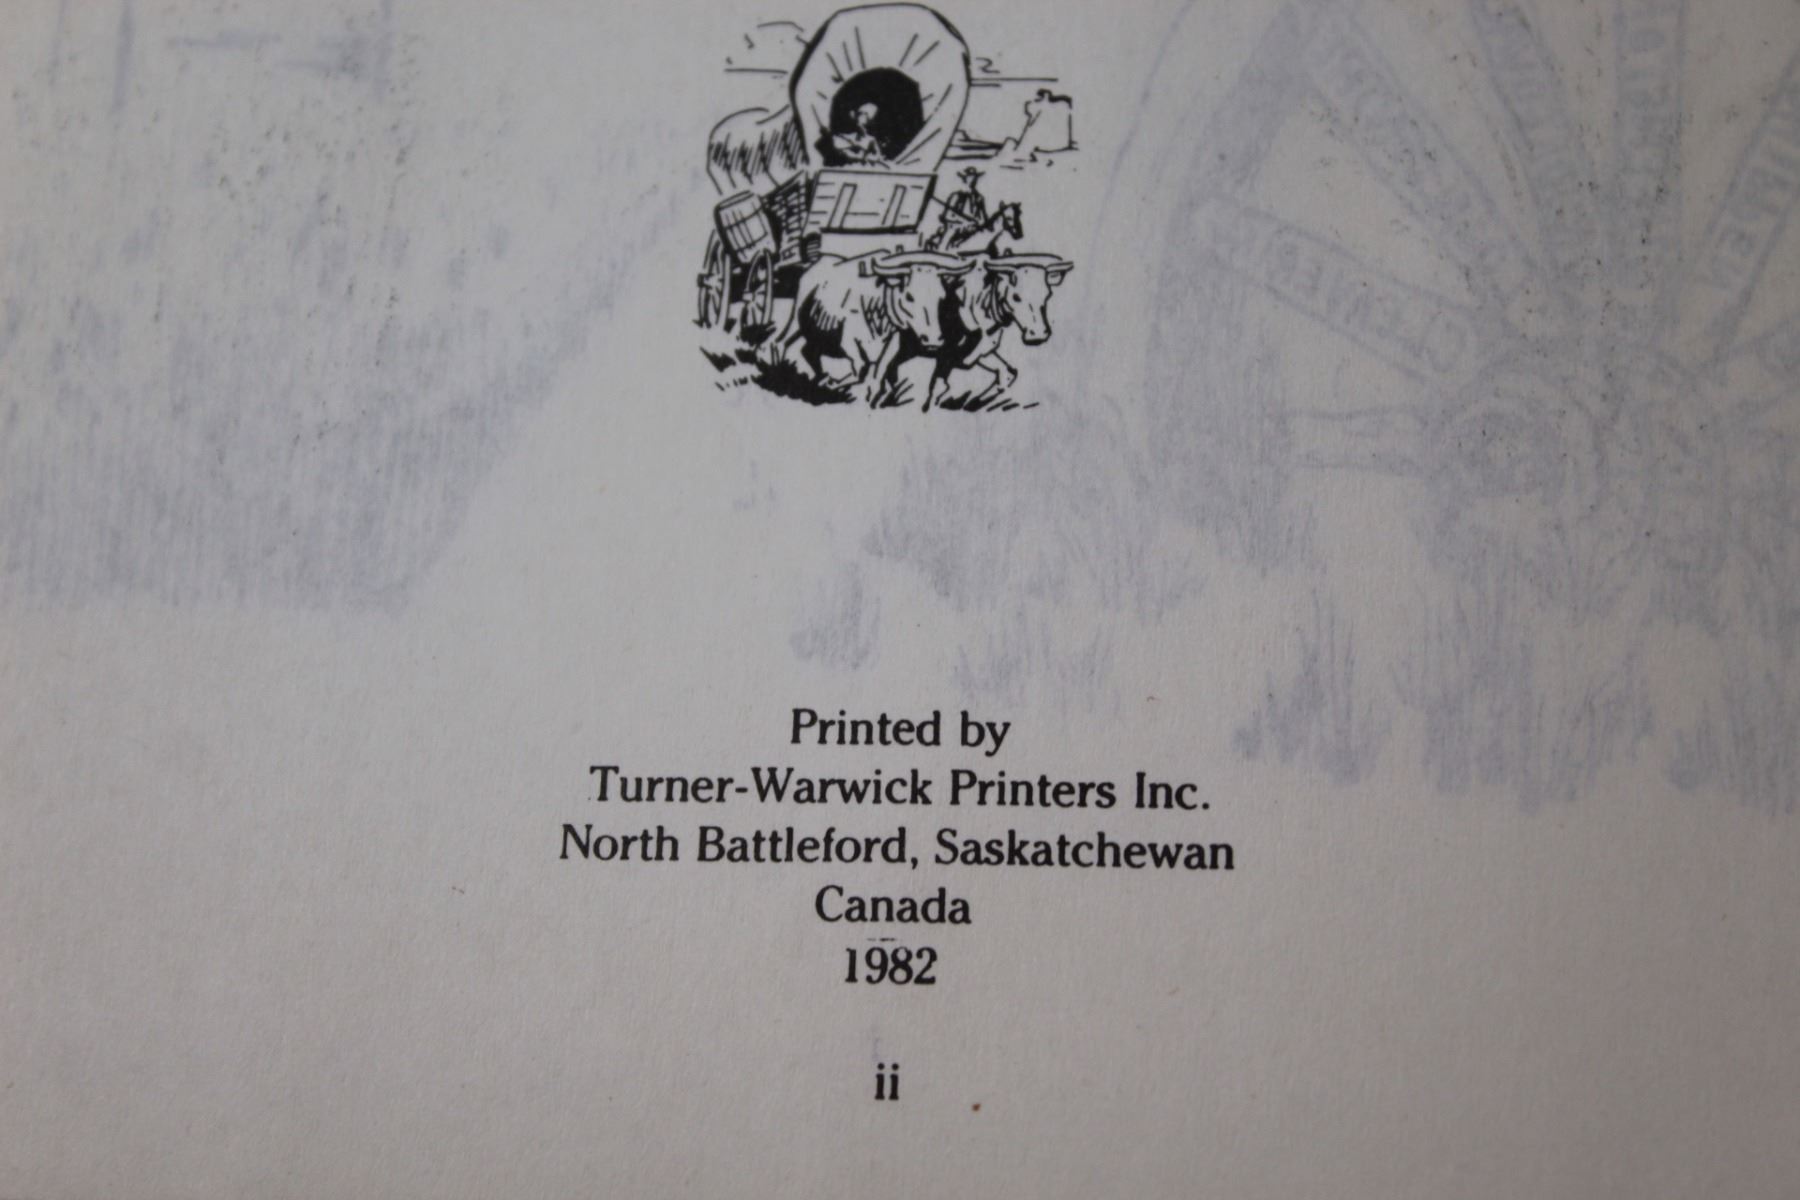 Printed by
Turner-Warwick Printers Inc.
North Battleford, Saskatchewan
Canada
1982
ii